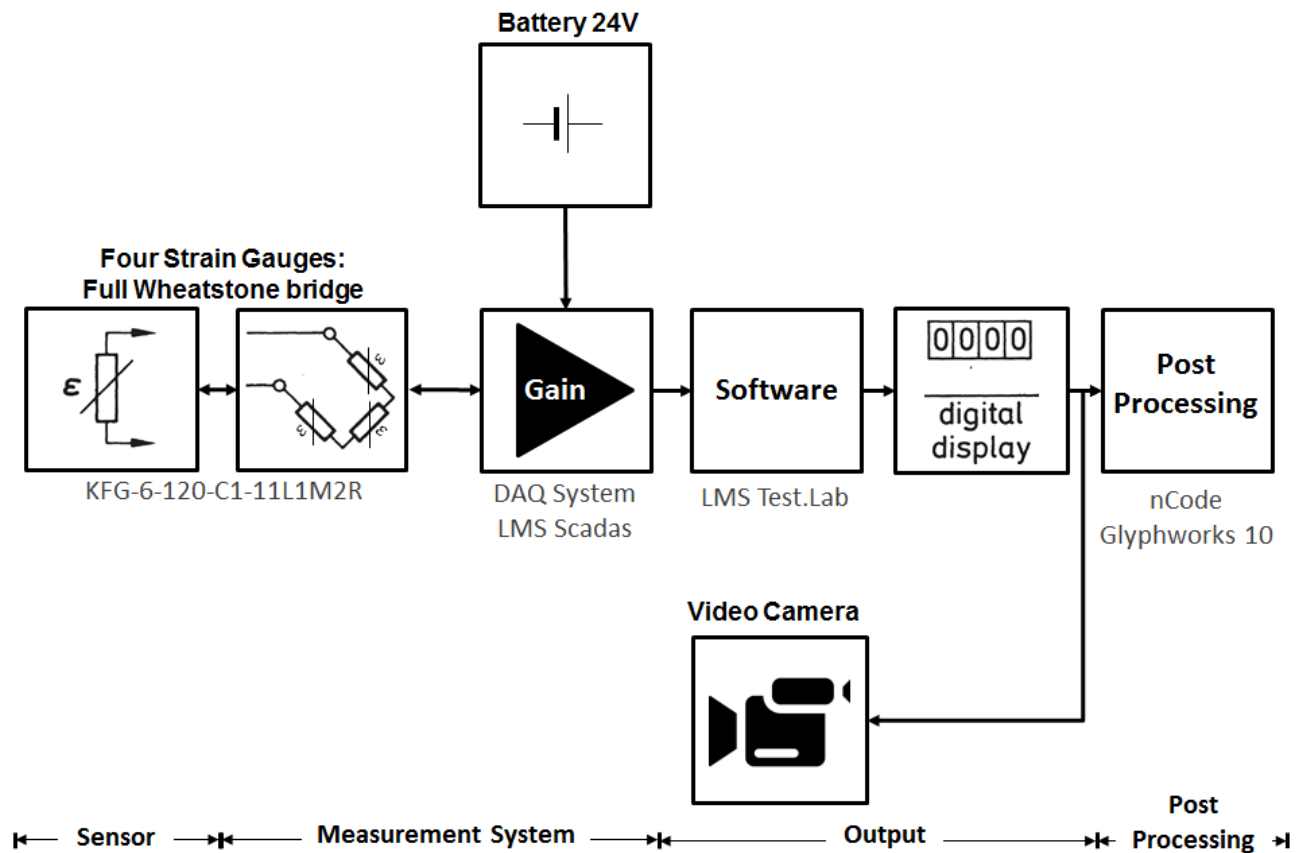 Battery 24V
Four Strain Gauges:
Full Wheatstone bridge
ε
ω
ω
ε
Gain
Software
0000
digital
display
Post
Processing
KFG-6-120-C1-11L1M2R
DAQ System
LMS Scadas
LMS Test.Lab
nCode
Glyphworks 10
Video Camera
Sensor
Measurement System
Output
Post
Processing